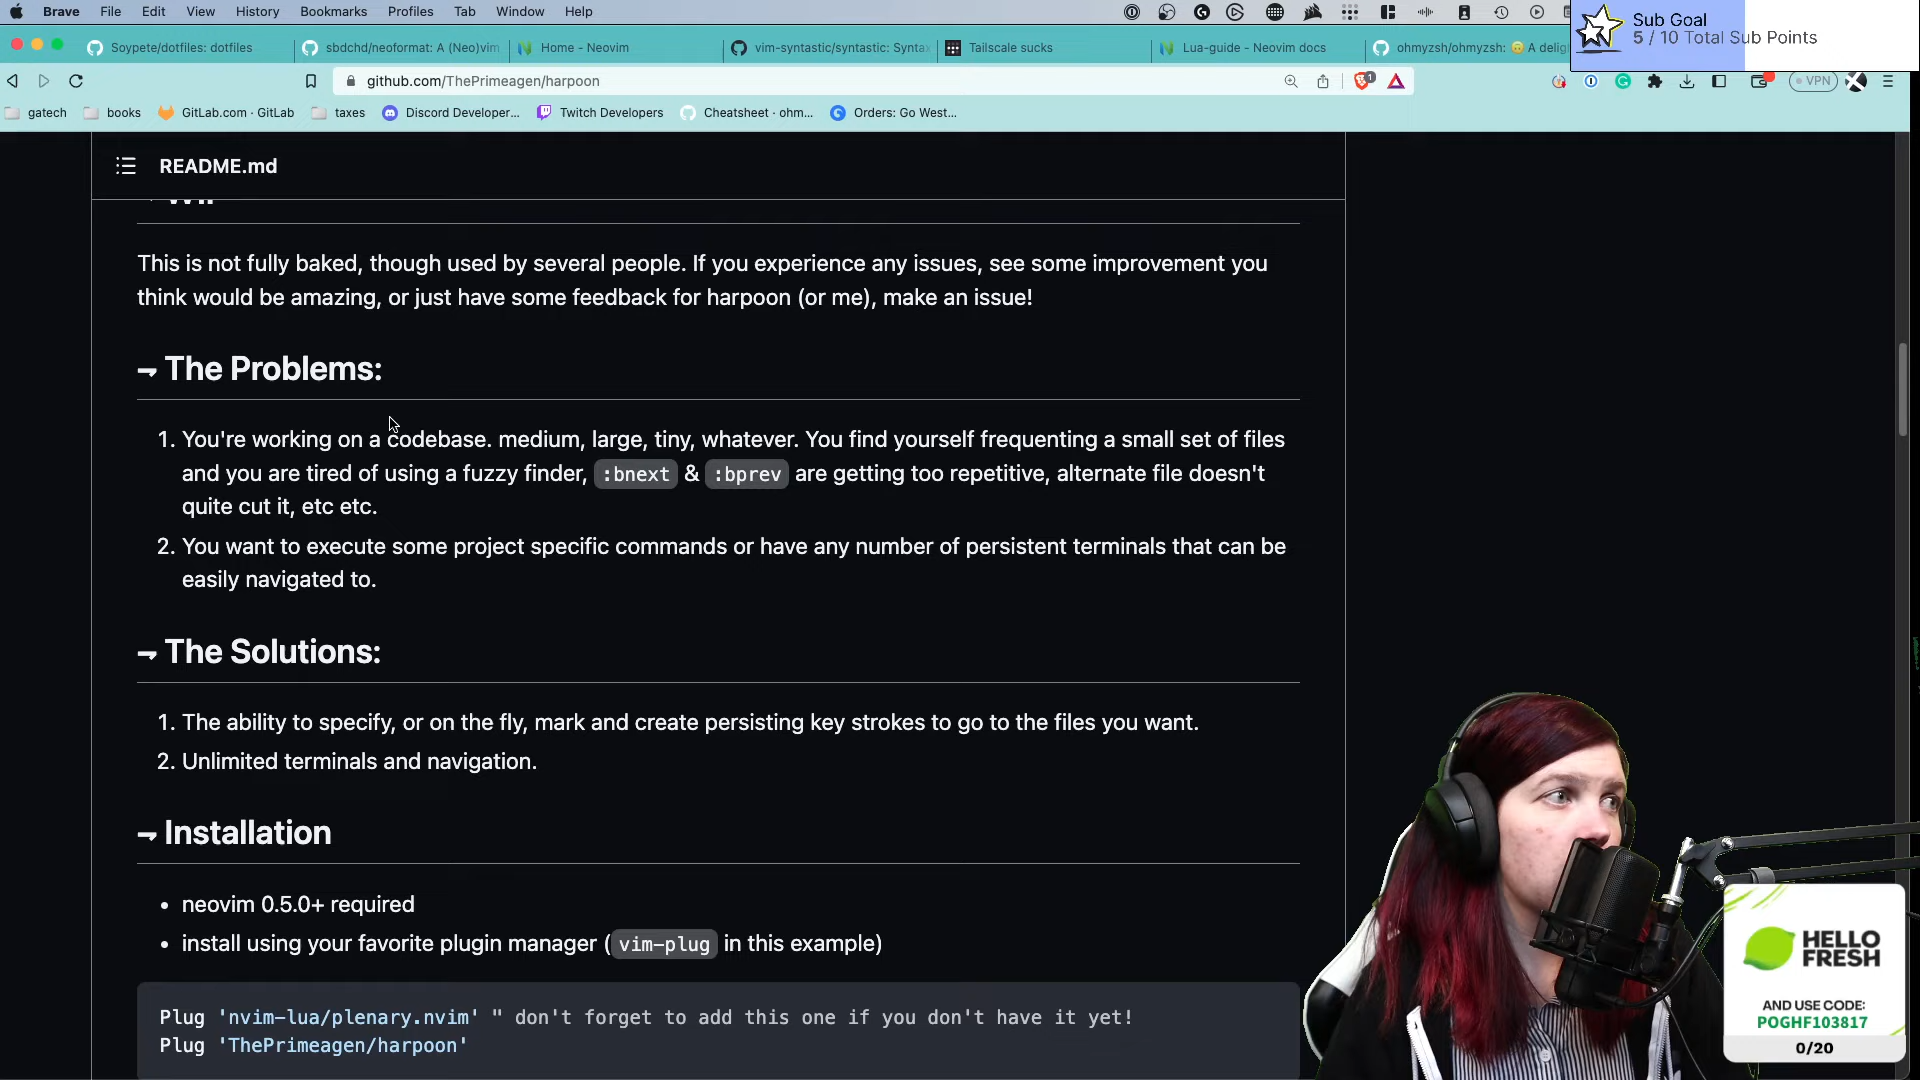 Brave File Edit View History Bookmarks Profiles Tab Window Help
Sub Goal
5 / 10 Total Sub Points
Soypete/dotfiles: dotfiles
sbdchd/neoformat: A (Neo)vim
Home - Neovim
vim-syntastic/syntastic: Syntax
Tailscale sucks
Lua-guide - Neovim docs
ohmyzsh/ohmyzsh: 🙃 A delig
github.com/ThePrimeagen/harpoon
1
VPN
gatech
books
GitLab.com · GitLab
taxes
Discord Developer...
Twitch Developers
Cheatsheet · ohm...
Orders: Go West...
README.md
This is not fully baked, though used by several people. If you experience any issues, see some improvement you
think would be amazing, or just have some feedback for harpoon (or me), make an issue!
The Problems:
1. You're working on a codebase. medium, large, tiny, whatever. You find yourself frequenting a small set of files
and you are tired of using a fuzzy finder, :bnext & :bprev are getting too repetitive, alternate file doesn't
quite cut it, etc etc.
2. You want to execute some project specific commands or have any number of persistent terminals that can be
easily navigated to.
The Solutions:
1. The ability to specify, or on the fly, mark and create persisting key strokes to go to the files you want.
2. Unlimited terminals and navigation.
Installation
• neovim 0.5.0+ required
• install using your favorite plugin manager ( vim-plug in this example)
Plug 'nvim-lua/plenary.nvim' " don't forget to add this one if you don't have it yet!
Plug 'ThePrimeagen/harpoon'
HELLO
FRESH
AND USE CODE:
POGHF103817
0/20